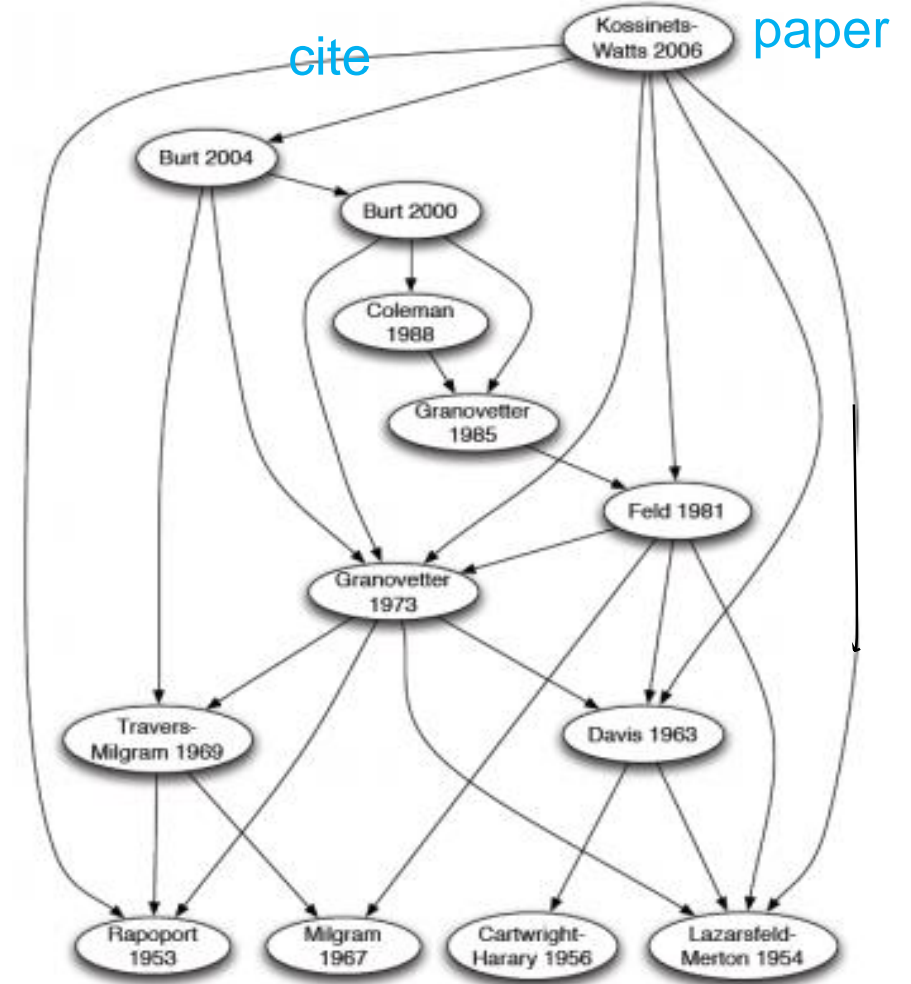 Kossinets-
Watts 2006
paper
cite
Burt 2004
Burt 2000
Coleman
1988
Granovetter
1985
Feld 1981
Granovetter
1973
Travers-
Milgram 1969
Davis 1963
Rapoport
1953
Milgram
1967
Cartwright-
Harary 1956
Lazarsfeld-
Merton 1954